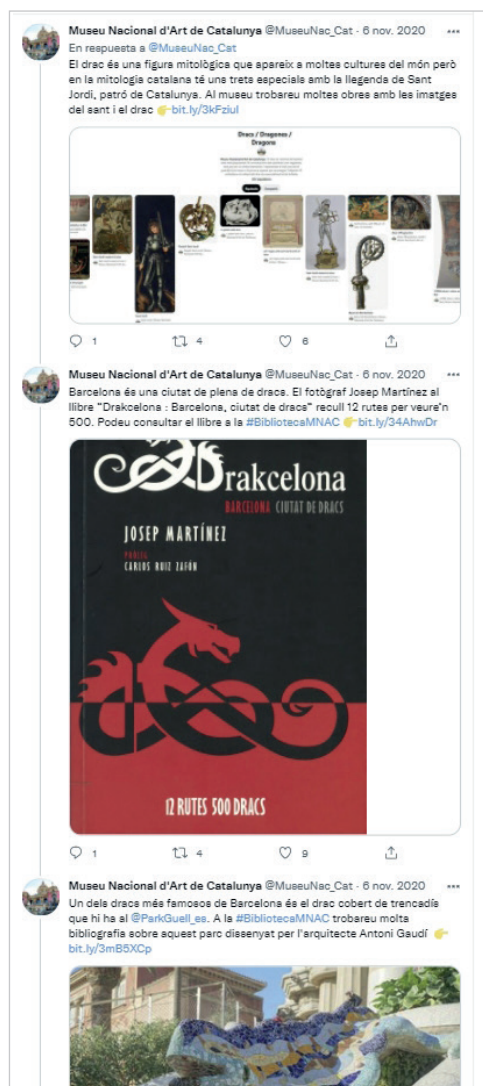 Museu Nacional d'Art de Catalunya @MuseuNac_Cat · 6 nov. 2020
En respuesta a @MuseuNac_Cat
El drac és una figura mitològica que apareix a moltes cultures del món però
en la mitologia catalana té uns trets especials amb la llegenda de Sant
Jordi, patró de Catalunya. Al museu trobareu moltes obres amb les imatges
del sant i el drac 👉bit.ly/3kFziuI
Dracs / Dragones /
Dragons
1 4 6
Museu Nacional d'Art de Catalunya @MuseuNac_Cat · 6 nov. 2020
Barcelona és una ciutat de plena de dracs. El fotògraf Josep Martínez al
llibre "Drakcelona : Barcelona, ciutat de dracs" recull 12 rutes per veure'n
500. Podeu consultar el llibre a la #BibliotecaMNAC 👉bit.ly/34AhwDr
Drakcelona
BARCELONA CIUTAT DE DRACS
JOSEP MARTÍNEZ
PRÒLEG
CARLOS RUIZ ZAFÓN
12 RUTES 500 DRACS
1 4 9
Museu Nacional d'Art de Catalunya @MuseuNac_Cat · 6 nov. 2020
Un dels dracs més famosos de Barcelona és el drac cobert de trencadís
que hi ha al @ParkGuell_es. A la #BibliotecaMNAC trobareu molta
bibliografia sobre aquest parc dissenyat per l'arquitecte Antoni Gaudí 👉
bit.ly/3mB5XCp